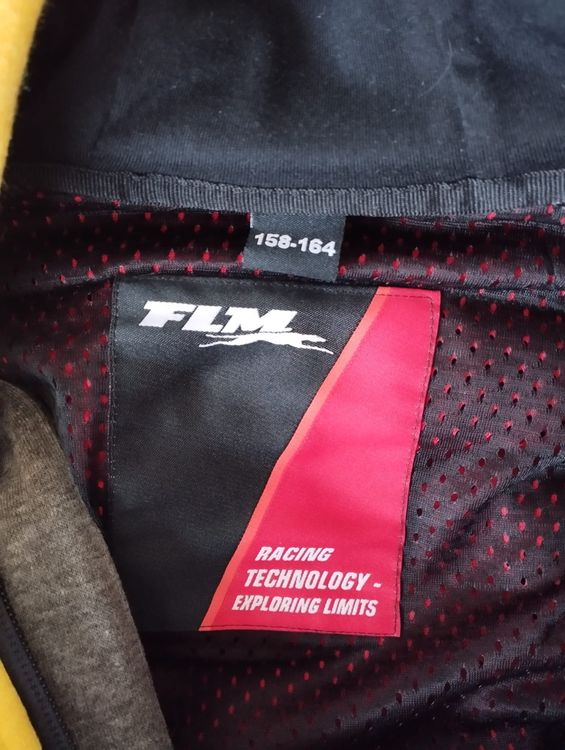 158-164
FLM
RACING
TECHNOLOGY -
EXPLORING LIMITS